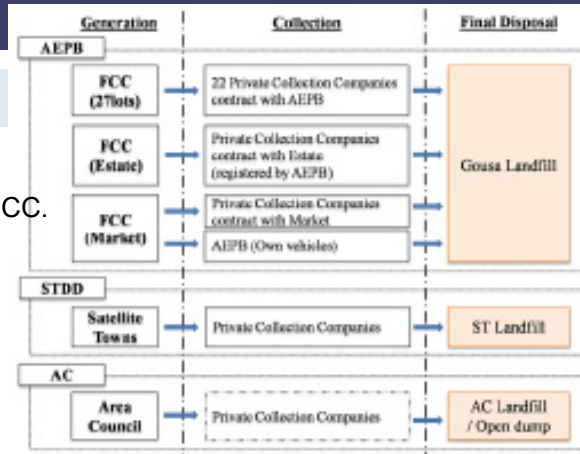 Generation
Collection
Final Disposal
AEPB
FCC
(27lots)
22 Private Collection Companies
contract with AEPB
FCC
(Estate)
Private Collection Companies
contract with Estate
(registered by AEPB)
Gousa Landfill
CC.
FCC
(Market)
Private Collection Companies
contract with Market
AEPB (Own vehicles)
STDD
Satellite
Towns
Private Collection Companies
ST Landfill
AC
Area
Council
Private Collection Companies
AC Landfill
/ Open dump